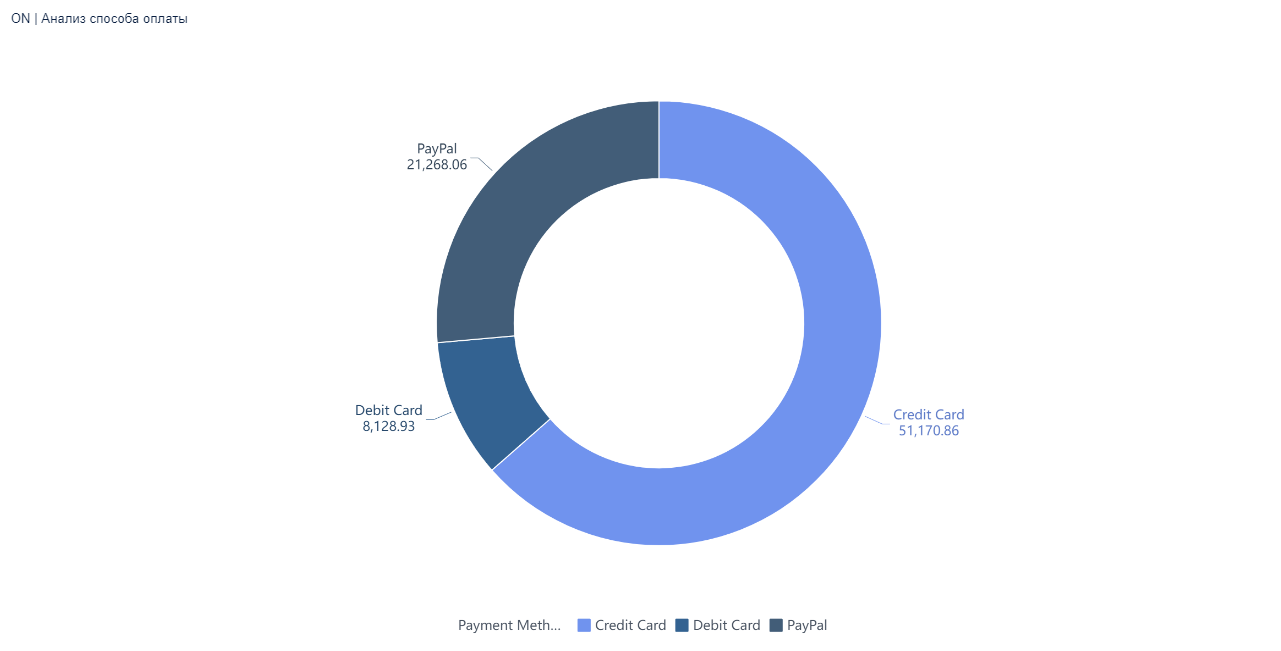 ON | Анализ способа оплаты
PayPal
21,268.06
Debit Card
8,128.93
Credit Card
51,170.86
Payment Meth... Credit Card Debit Card PayPal